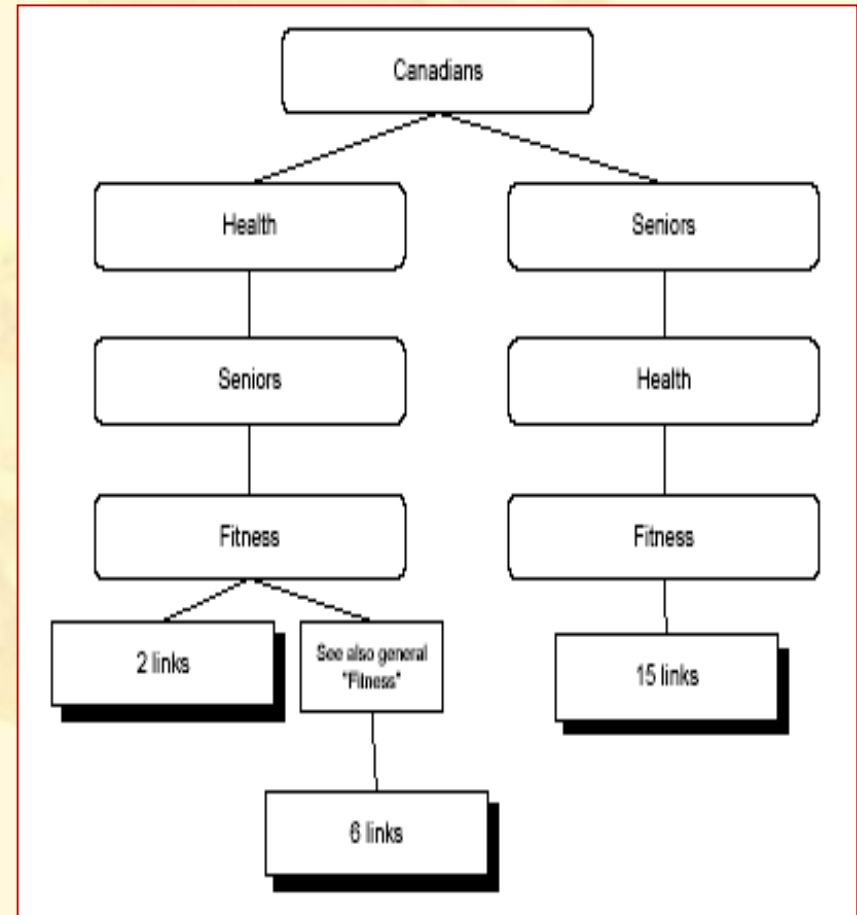 Canadians
Health
Seniors
Seniors
Health
Fitness
Fitness
2 links
See also general
"Fitness"
15 links
6 links